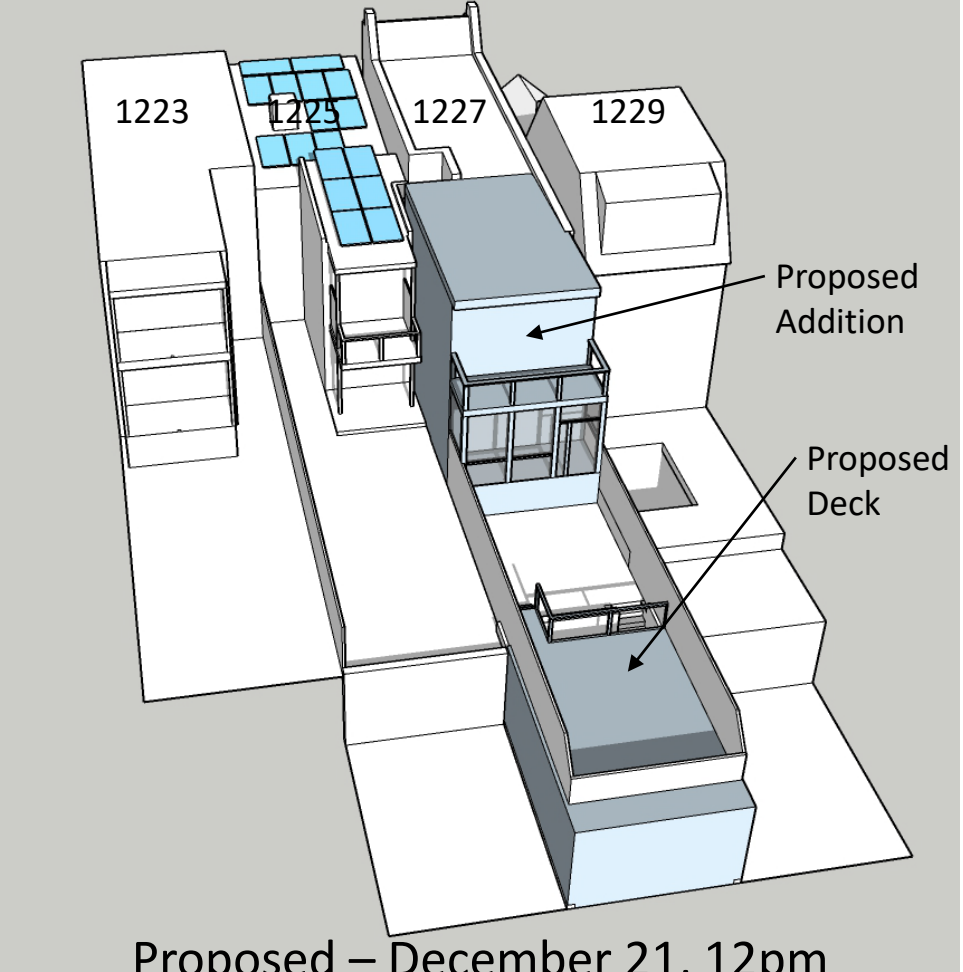 1223
1225
1227
1229
Proposed
Addition
Proposed
Deck
Proposed – December 21, 12pm